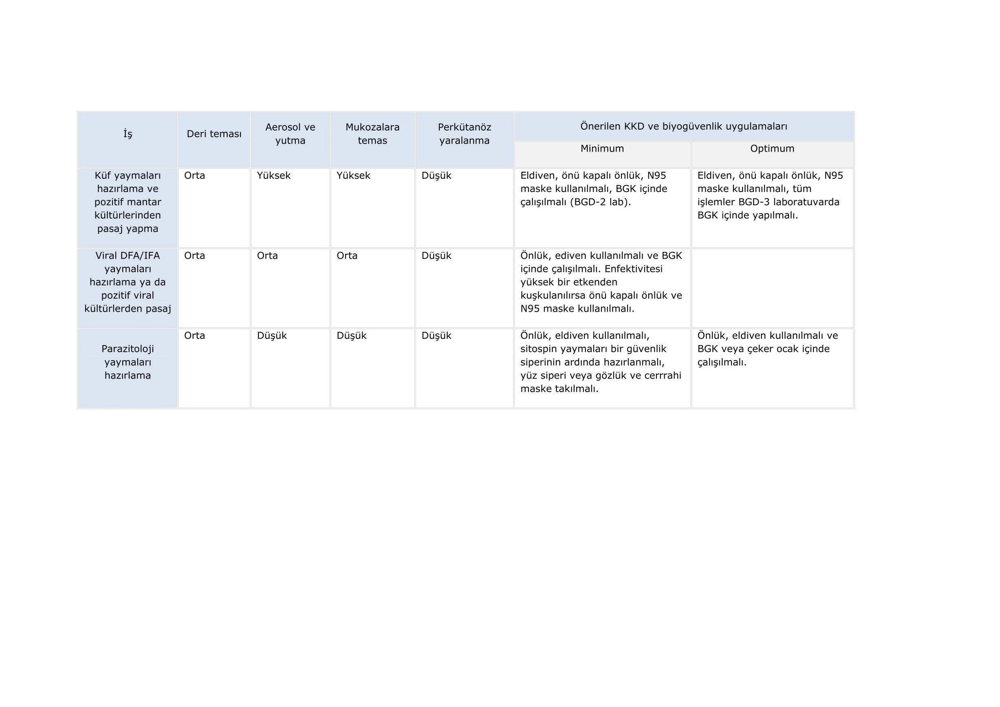 İş
Deri teması
Aerosol ve
yutma
Mukozalara
temas
Perkütanöz
yaralanma
Önerilen KKD ve biyogüvenlik uygulamaları
Minimum
Optimum
Küf yaymaları
hazırlama ve
pozitif mantar
kültürlerinden
pasaj yapma
Orta
Yüksek
Yüksek
Düşük
Eldiven, önü kapalı önlük, N95
maske kullanılmalı, BGK içinde
çalışılmalı (BGD-2 lab).
Eldiven, önü kapalı önlük, N95
maske kullanılmalı, tüm
işlemler BGD-3 laboratuvarda
BGK içinde yapılmalı.
Viral DFA/IFA
yaymaları
hazırlama ya da
pozitif viral
kültürlerden pasaj
Orta
Orta
Orta
Düşük
Önlük, ediven kullanılmalı ve BGK
içinde çalışılmalı. Enfektivitesi
yüksek bir etkenden
kuşkulanılırsa önü kapalı önlük ve
N95 maske kullanılmalı.
Parazitoloji
yaymaları
hazırlama
Orta
Düşük
Düşük
Düşük
Önlük, eldiven kullanılmalı,
sitospin yaymaları bir güvenlik
siperinin ardında hazırlanmalı,
yüz siperi veya gözlük ve cerrrahi
maske takılmalı.
Önlük, eldiven kullanılmalı ve
BGK veya çeker ocak içinde
çalışılmalı.